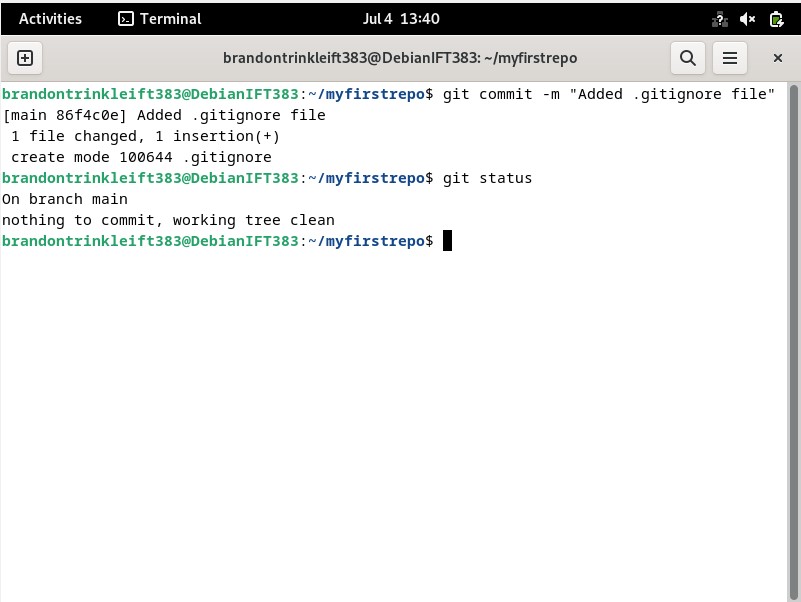 Activities Terminal Jul 4 13:40
brandontrinkleift383@DebianIFT383: ~/myfirstrepo
brandontrinkleift383@DebianIFT383:~/myfirstrepo$ git commit -m "Added .gitignore file"
[main 86f4c0e] Added .gitignore file
 1 file changed, 1 insertion(+)
 create mode 100644 .gitignore
brandontrinkleift383@DebianIFT383:~/myfirstrepo$ git status
On branch main
nothing to commit, working tree clean
brandontrinkleift383@DebianIFT383:~/myfirstrepo$